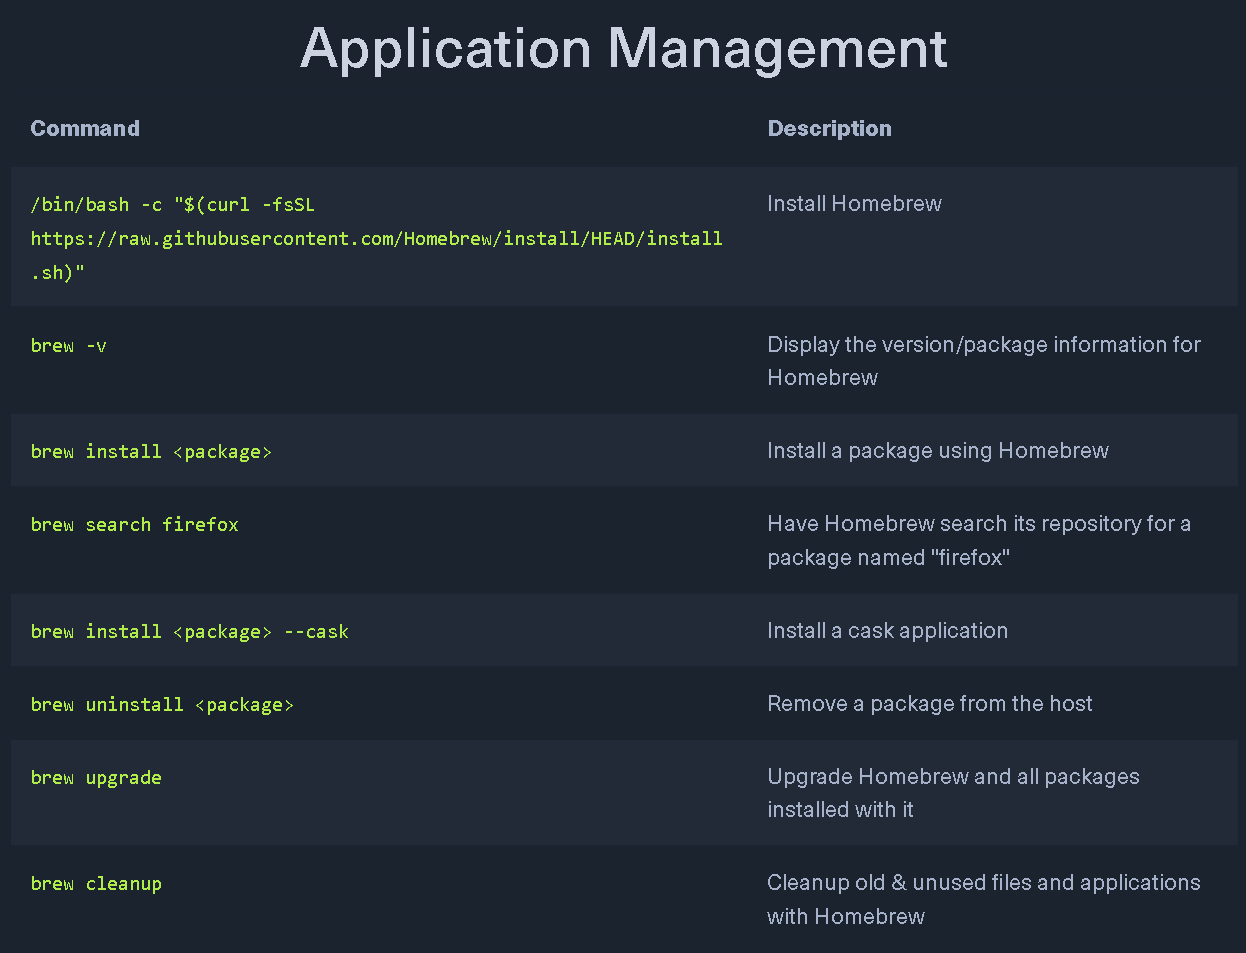 Application Management
Command Description
/bin/bash -c "$(curl -fsSL Install Homebrew
https://raw.githubusercontent.com/Homebrew/install/HEAD/install
.sh)"
brew -v Display the version/package information for
Homebrew
brew install <package> Install a package using Homebrew
brew search firefox Have Homebrew search its repository for a
package named "firefox"
brew install <package> --cask Install a cask application
brew uninstall <package> Remove a package from the host
brew upgrade Upgrade Homebrew and all packages
installed with it
brew cleanup Cleanup old & unused files and applications
with Homebrew